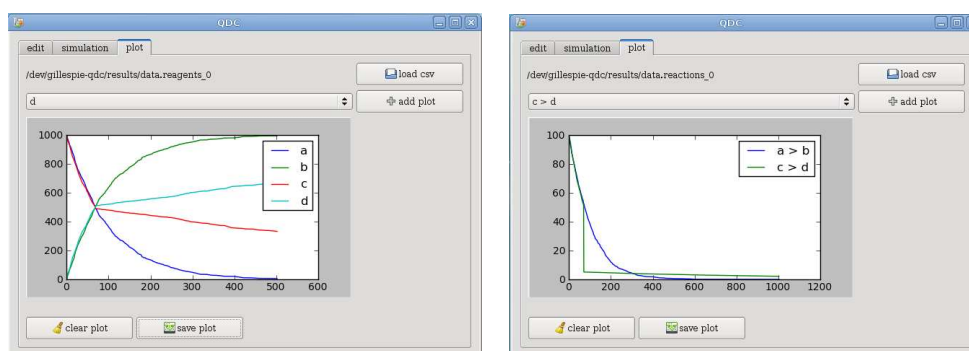 QDC
edit simulation plot
/dev/gillespie-qdc/results/data.reagents_0
load csv
d
add plot
1000
800
600
400
200
0
0 100 200 300 400 500 600
a
b
c
d
clear plot
save plot
QDC
edit simulation plot
/dev/gillespie-qdc/results/data.reactions_0
load csv
c > d
add plot
100
80
60
40
20
0
0 200 400 600 800 1000 1200
a > b
c > d
clear plot
save plot